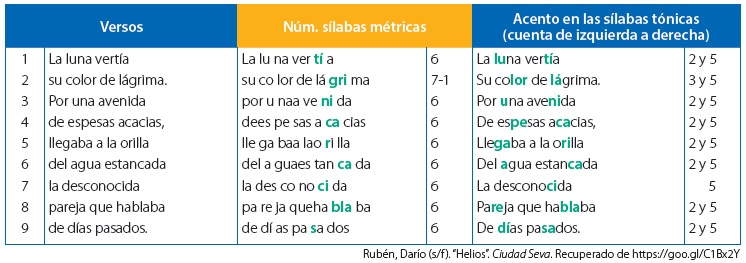 Versos Núm. sílabas métricas Acento en las sílabas tónicas
(cuenta de izquierda a derecha)
1 La luna vertía La lu na ver tí a 6 La luna vertía 2 y 5
2 su color de lágrima. su co lor de lá gri ma 7-1 Su color de lágrima. 3 y 5
3 Por una avenida por u naa ve ni da 6 Por una avenida 2 y 5
4 de espesas acacias, dees pe sas a ca cias 6 De espesas acacias, 2 y 5
5 llegaba a la orilla lle ga baa lao ri lla 6 Llegaba a la orilla 2 y 5
6 del agua estancada del a guaes tan ca da 6 Del agua estancada 2 y 5
7 la desconocida la des co no ci da 6 La desconocida 5
8 pareja que hablaba pa re ja queha bla ba 6 Pareja que hablaba 2 y 5
9 de días pasados. de dí as pa sa dos 6 De días pasados. 2 y 5
Rubén, Darío (s/f). “Helios”. Ciudad Seva. Recuperado de https://goo.gl/C1Bx2Y